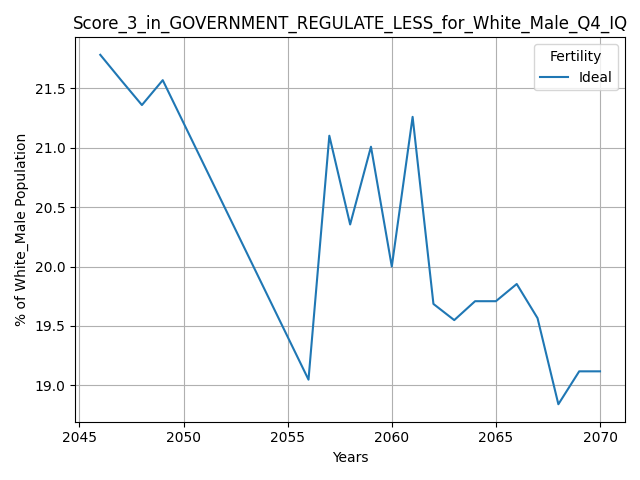 Score_3_in_GOVERNMENT_REGULATE_LESS_for_White_Male_Q4_IQ
Fertility
Ideal
21.5
21.0
20.5
20.0
19.5
19.0
% of White_Male Population
2045 2050 2055 2060 2065 2070
Years